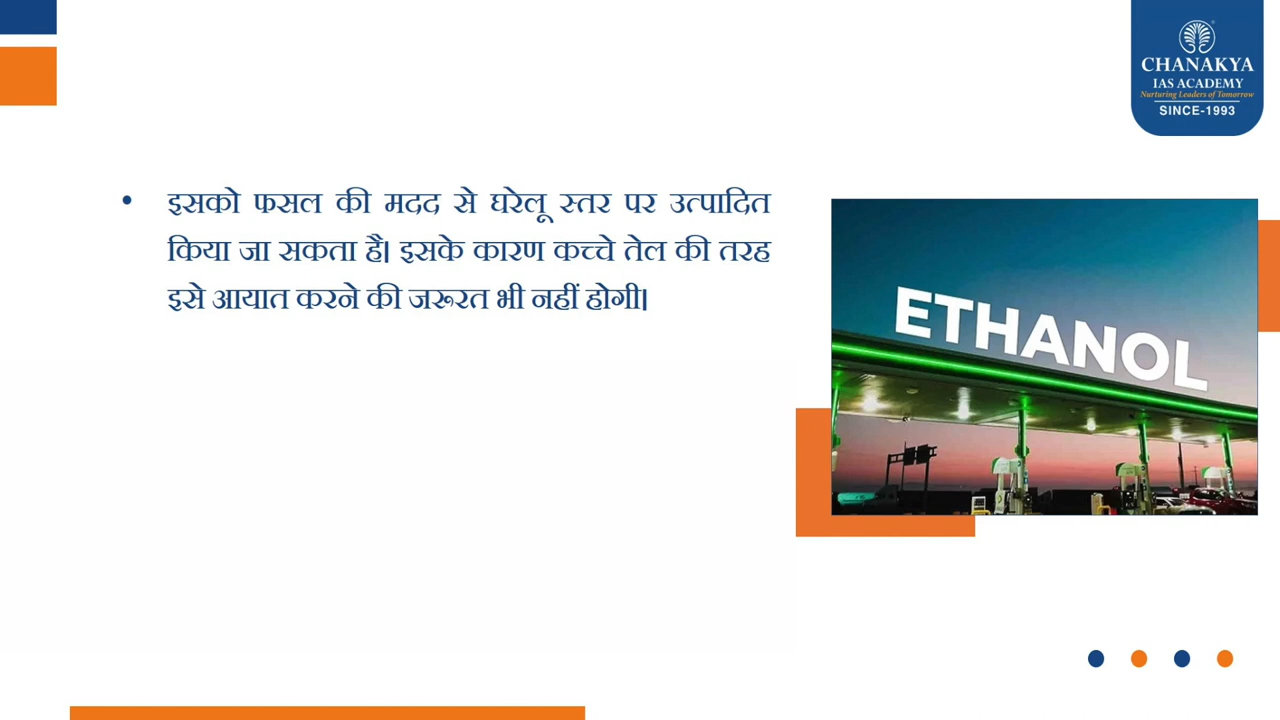 CHANAKYA
IAS ACADEMY
Nurturing Leaders of Tomorrow
SINCE-1993
• इसको फसल की मदद से घरेलू स्तर पर उत्पादित
किया जा सकता है। इसके कारण कच्चे तेल की तरह
इसे आयात करने की जरूरत भी नहीं होगी।
ETHANOL